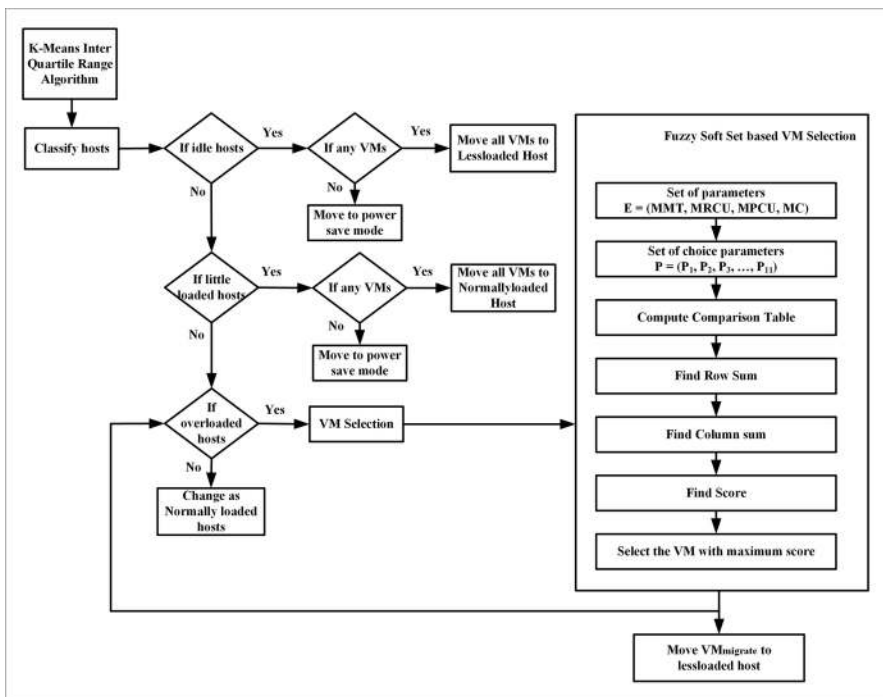 K-Means Inter
Quartile Range
Algorithm
Classify hosts
If idle hosts
Yes
If any VMs
Yes
Move all VMs to
Lessloaded Host
No
No
Move to power
save mode
If little
loaded hosts
Yes
If any VMs
Yes
Move all VMs to
Normallyloaded
Host
No
No
Move to power
save mode
If
overloaded
hosts
Yes
VM Selection
No
Change as
Normally loaded
hosts
Fuzzy Soft Set based VM Selection
Set of parameters
E = (MMT, MRCU, MPCU, MC)
Set of choice parameters
P = (P₁, P₂, P₃, …, P₁₁)
Compute Comparison Table
Find Row Sum
Find Column sum
Find Score
Select the VM with maximum score
Move VMmigrate to
lessloaded host